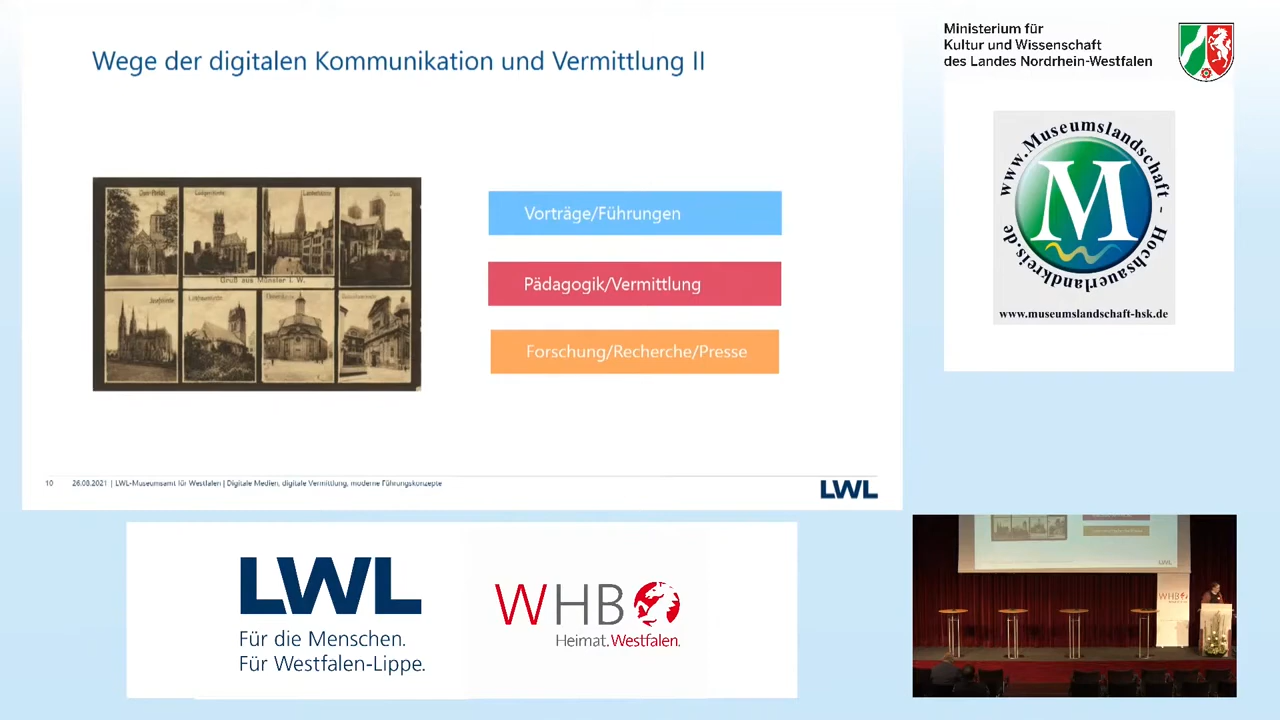 Wege der digitalen Kommunikation und Vermittlung II
Gruß aus Münster i. W.
Vorträge/Führungen
Pädagogik/Vermittlung
Forschung/Recherche/Presse
10 26.08.2021 | LWL-Museumsamt für Westfalen | Digitale Medien, digitale Vermittlung, moderne Führungskonzepte
LWL
Ministerium für
Kultur und Wissenschaft
des Landes Nordrhein-Westfalen
www.Museumslandschaft - Hochsauerlandkreis.de
M
www.museumslandschaft-hsk.de
LWL
Für die Menschen.
Für Westfalen-Lippe.
WHB
Heimat.Westfalen.
LWL
WHB